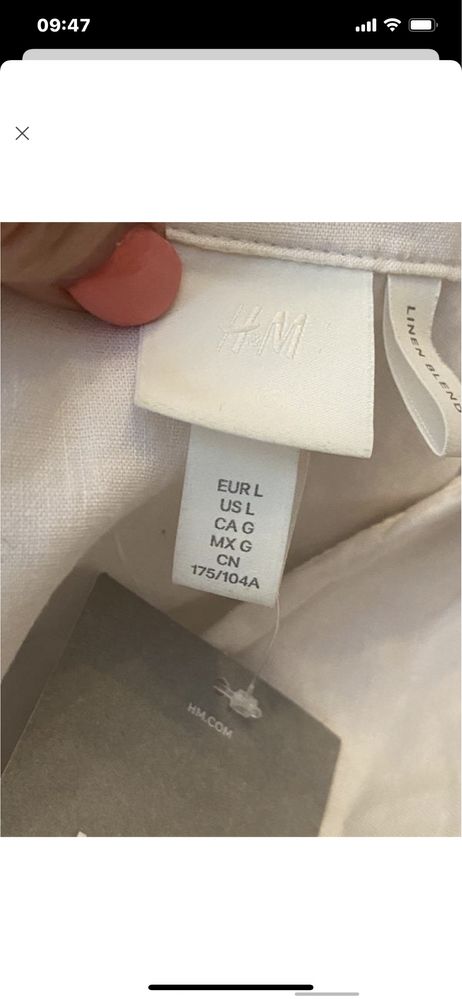 09:47
H&M
LINEN BLEND
EUR L
US L
CA G
MX G
CN
175/104A
HM.COM